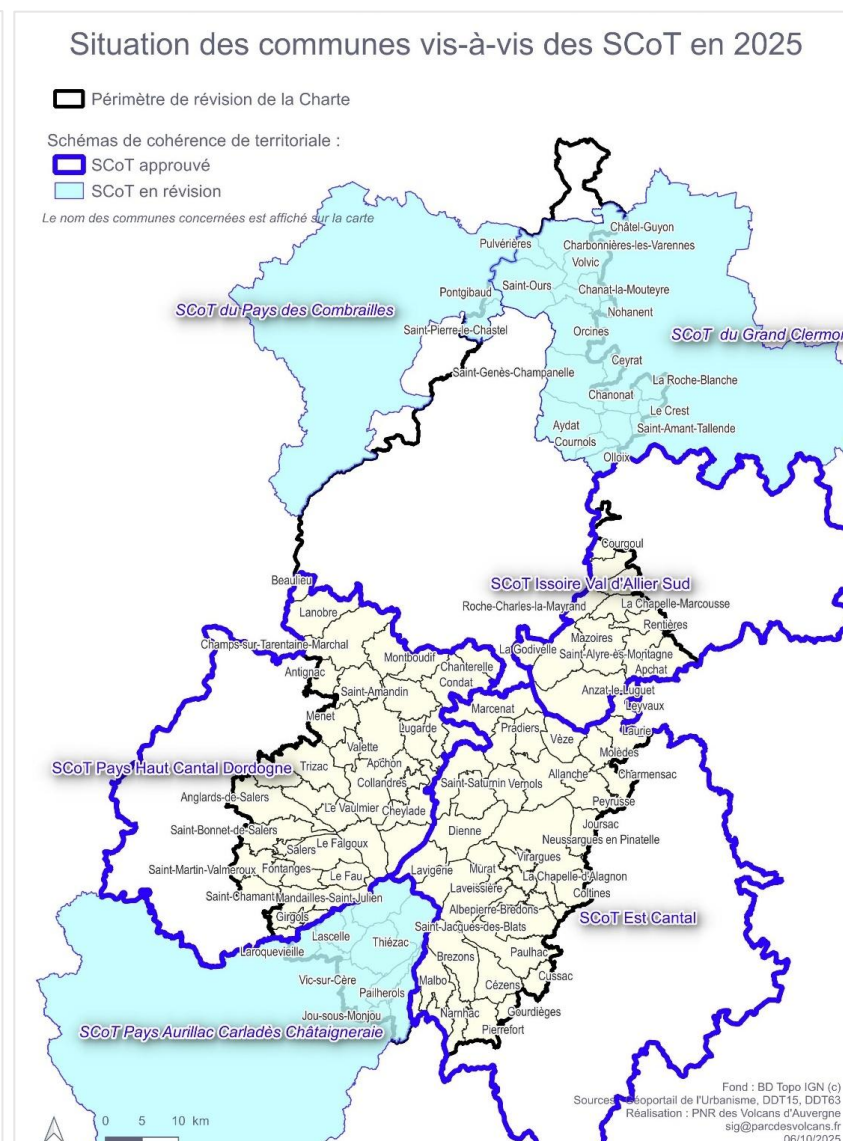 Situation des communes vis-à-vis des SCoT en 2025
Périmètre de révision de la Charte
Schémas de cohérence de territoriale :
SCoT approuvé
SCoT en révision
Le nom des communes concernées est affiché sur la carte
Châtel-Guyon
Pulvérières
Charbonnières-les-Varennes
Volvic
Saint-Ours
Pontgibaud
Chanat-la-Mouteyre
SCoT du Pays des Combrailles
Nohanent
Saint-Pierre-le-Chastel
Orcines
SCoT du Grand Clermon
Ceyrat
Saint-Genès-Champanelle
La Roche-Blanche
Chanonat
Le Crest
Aydat
Saint-Amant-Tallende
Cournols
Olloix
Courgoul
Beaulieu
SCoT Issoire Val d'Allier Sud
Lanobre
Roche-Charles-la-Mayrand
La Chapelle-Marcousse
Rentières
Mazoires
Champs-sur-Tarentaine-Marchal
La Godivelle
Saint-Alyre-ès-Montagne
Montboudif
Chanterelle
Apchat
Antignac
Condat
Saint-Amandin
Anzat-le-Luguet
Leyvaux
Marcenat
Menet
Lugarde
Pradiers
Laurie
Vèze
Valette
Molèdes
SCoT Pays Haut Cantal Dordogne
Trizac
Apchon
Allanche
Charmensac
Collandres
Saint-Saturnin
Vernols
Anglards-de-Salers
Le Vaulmier
Cheylade
Peyrusse
Joursac
Saint-Bonnet-de-Salers
Dienne
Neussargues en Pinatelle
Le Falgoux
Salers
Virargues
Saint-Martin-Valmeroux
Fontanges
Lavigerie
Murat
La Chapelle-d'Alagnon
Le Fau
Laveissière
Coltines
Saint-Chamant
Mandailles-Saint-Julien
Albepierre-Bredons
Girgols
SCoT Est Cantal
Saint-Jacques-des-Blats
Lascelle
Thiézac
Laroquevieille
Paulhac
Brezons
Vic-sur-Cère
Cussac
Malbo
Cézens
Pailherols
Jou-sous-Monjou
Narnhac
Gourdièges
SCoT Pays Aurillac Carladès Châtaigneraie
Pierrefort
0 5 10 km
Fond : BD Topo IGN (c)
Sources : Géoportail de l'Urbanisme, DDT15, DDT63
Réalisation : PNR des Volcans d'Auvergne
sig@parcdesvolcans.fr
06/10/2025